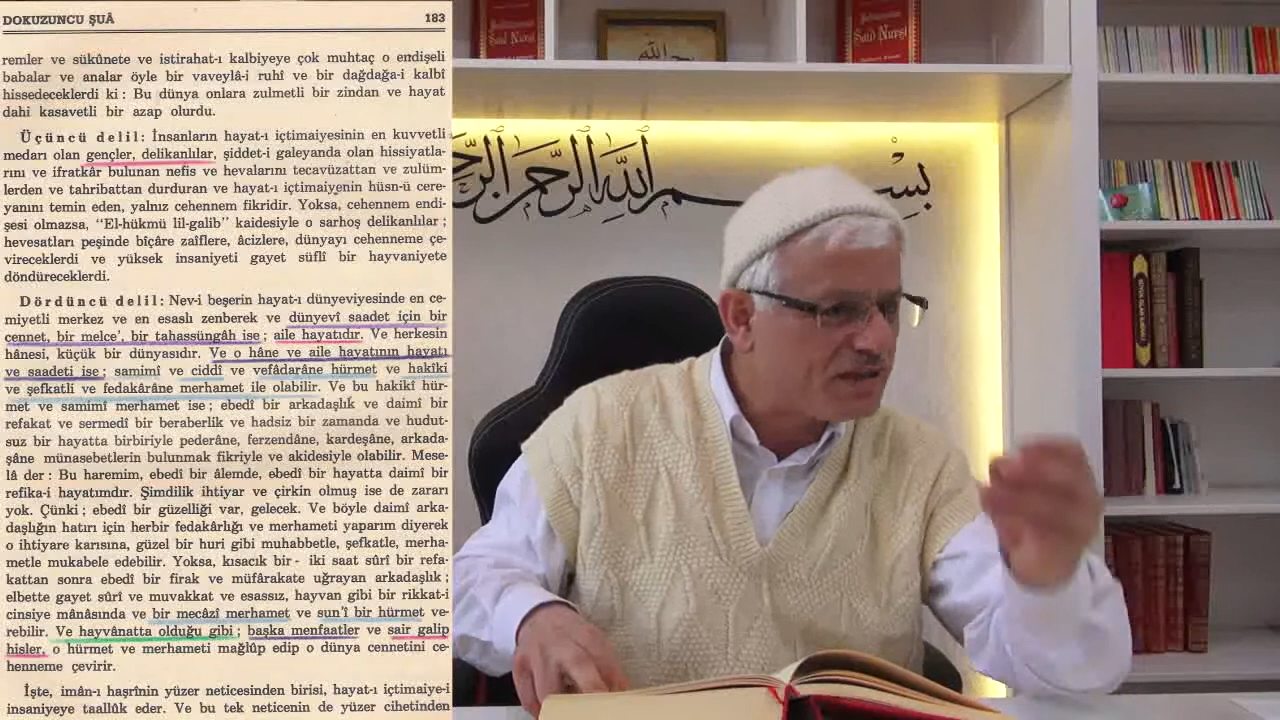 DOKUZUNCU ŞUÂ 183
remler ve sükûnete ve istirahat-ı kalbiyeye çok muhtaç o endişeli
babalar ve analar öyle bir vaveylâ-i ruhî ve bir dağdağa-i kalbî
hissedeceklerdi ki : Bu dünya onlara zulmetli bir zindan ve hayat
dahi kasavetli bir azap olurdu.
Üçüncü delil: İnsanların hayat-ı içtimaiyesinin en kuvvetli
medarı olan gençler, delikanlılar, şiddet-i galeyanda olan hissiyatla-
rını ve ifratkâr bulunan nefis ve hevalarını tecavüzattan ve zulüm-
lerden ve tahribattan durduran ve hayat-ı içtimaiyenin hüsn-ü cere-
yanını temin eden, yalnız cehennem fikridir. Yoksa, cehennem endi-
şesi olmazsa, "El-hükmü lil-galib" kaidesiyle o sarhoş delikanlılar ;
hevesatları peşinde bîçâre zaîflere, âcizlere, dünyayı cehenneme çe-
vireceklerdi ve yüksek insaniyeti gayet süflî bir hayvaniyete
döndüreceklerdi.
Dördüncü delil: Nev-i beşerin hayat-ı dünyeviyesinde en ce-
miyetli merkez ve en esaslı zenberek ve dünyevî saadet için bir
cennet, bir melce', bir tahassüngâh ise ; aile hayatıdır. Ve herkesin
hânesi, küçük bir dünyasıdır. Ve o hâne ve aile hayatının hayatı
ve saadeti ise ; samimî ve ciddî ve vefâdarâne hürmet ve hakîki
ve şefkatli ve fedakârâne merhamet ile olabilir. Ve bu hakikî hür-
met ve samimî merhamet ise ; ebedî bir arkadaşlık ve daimî bir
refakat ve sermedî bir beraberlik ve hadsiz bir zamanda ve hudut-
suz bir hayatta birbiriyle pederâne, ferzendâne, kardeşâne, arkada-
şâne münasebetlerin bulunmak fikriyle ve akidesiyle olabilir. Mese-
lâ der : Bu haremim, ebedî bir âlemde, ebedî bir hayatta daimî bir
refika-i hayatımdır. Şimdilik ihtiyar ve çirkin olmuş ise de zararı
yok. Çünki ; ebedî bir güzelliği var, gelecek. Ve böyle daimî arka-
daşlığın hatırı için herbir fedakârlığı ve merhameti yaparım diyerek
o ihtiyare karısına, güzel bir huri gibi muhabbetle, şefkatle, merha-
metle mukabele edebilir. Yoksa, kısacık bir - iki saat sûrî bir refa-
kattan sonra ebedî bir firak ve müfârakate uğrayan arkadaşlık ;
elbette gayet sûrî ve muvakkat ve esassız, hayvan gibi bir rikkat-i
cinsiye mânâsında ve bir mecâzî merhamet ve sun'î bir hürmet ve-
rebilir. Ve hayvânatta olduğu gibi ; başka menfaatler ve sair galip
hisler, o hürmet ve merhameti mağlûp edip o dünya cennetini ce-
henneme çevirir.
İşte, imân-ı haşrînin yüzer neticesinden birisi, hayat-ı içtimaiye-i
insaniyeye taallûk eder. Ve bu tek neticenin de yüzer cihetinden
Said Nursi
Said Nursi
بسم الله الرحمن الرحيم